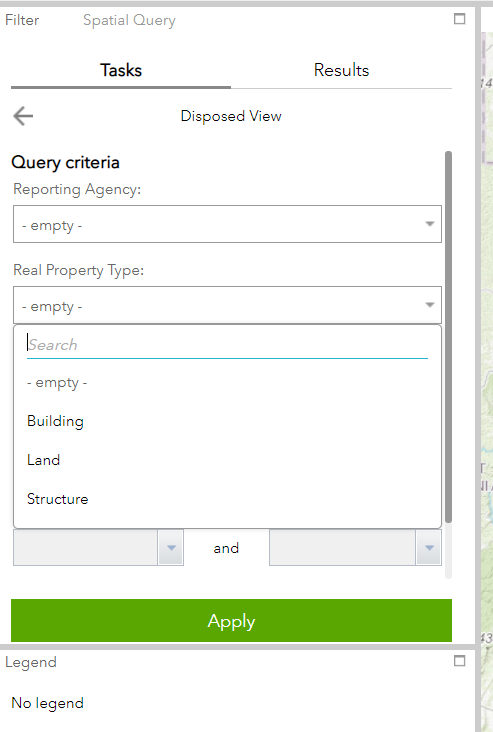 Filter Spatial Query
Tasks Results
Disposed View
Query criteria
Reporting Agency:
- empty -
Real Property Type:
- empty -
Search
- empty -
Building
Land
Structure
and
Apply
Legend
No legend